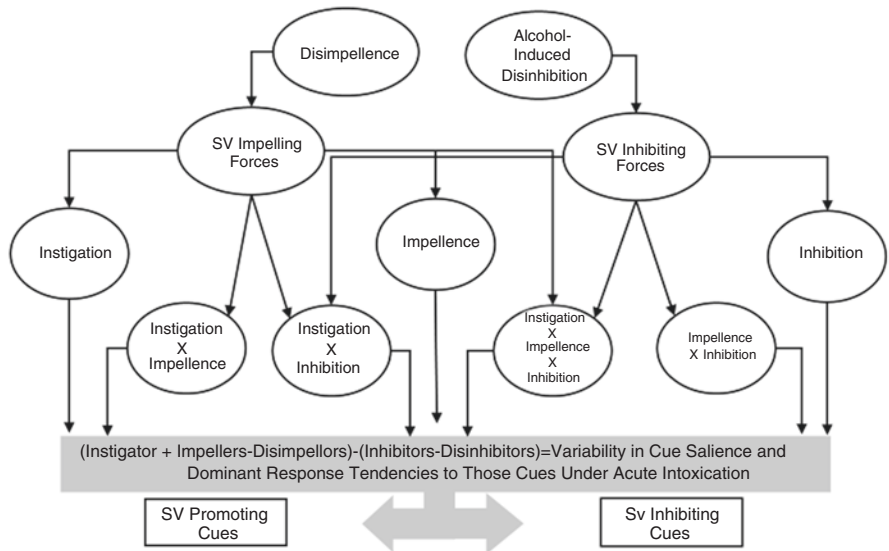 Disimpellence
Alcohol-
Induced
Disinhibition
SV Impelling
Forces
SV Inhibiting
Forces
Instigation
Impellence
Inhibition
Instigation
X
Impellence
Instigation
X
Inhibition
Instigation
X
Impellence
X
Inhibition
Impellence
X Inhibition
(Instigator + Impellers-Disimpellors)-(Inhibitors-Disinhibitors)=Variability in Cue Salience and
Dominant Response Tendencies to Those Cues Under Acute Intoxication
SV Promoting
Cues
Sv Inhibiting
Cues